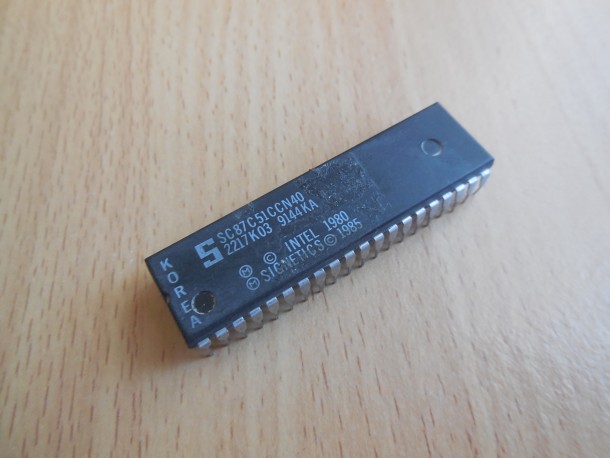 KOREA
S
SC87C51CCN40
2217K03 9144KA
Ⓜ © INTEL 1980
Ⓜ SIGNETICS © 1985